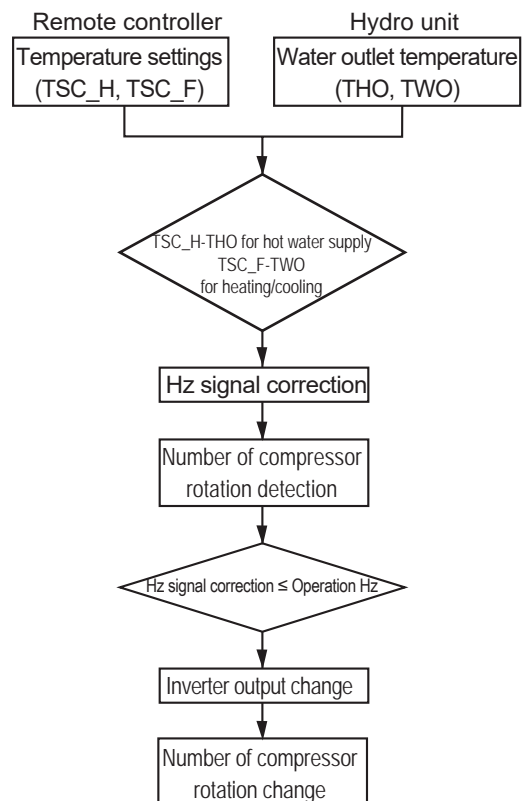 Remote controller
Hydro unit
Temperature settings
(TSC_H, TSC_F)
Water outlet temperature
(THO, TWO)
TSC_H-THO for hot water supply
TSC_F-TWO
for heating/cooling
Hz signal correction
Number of compressor
rotation detection
Hz signal correction ≤ Operation Hz
Inverter output change
Number of compressor
rotation change